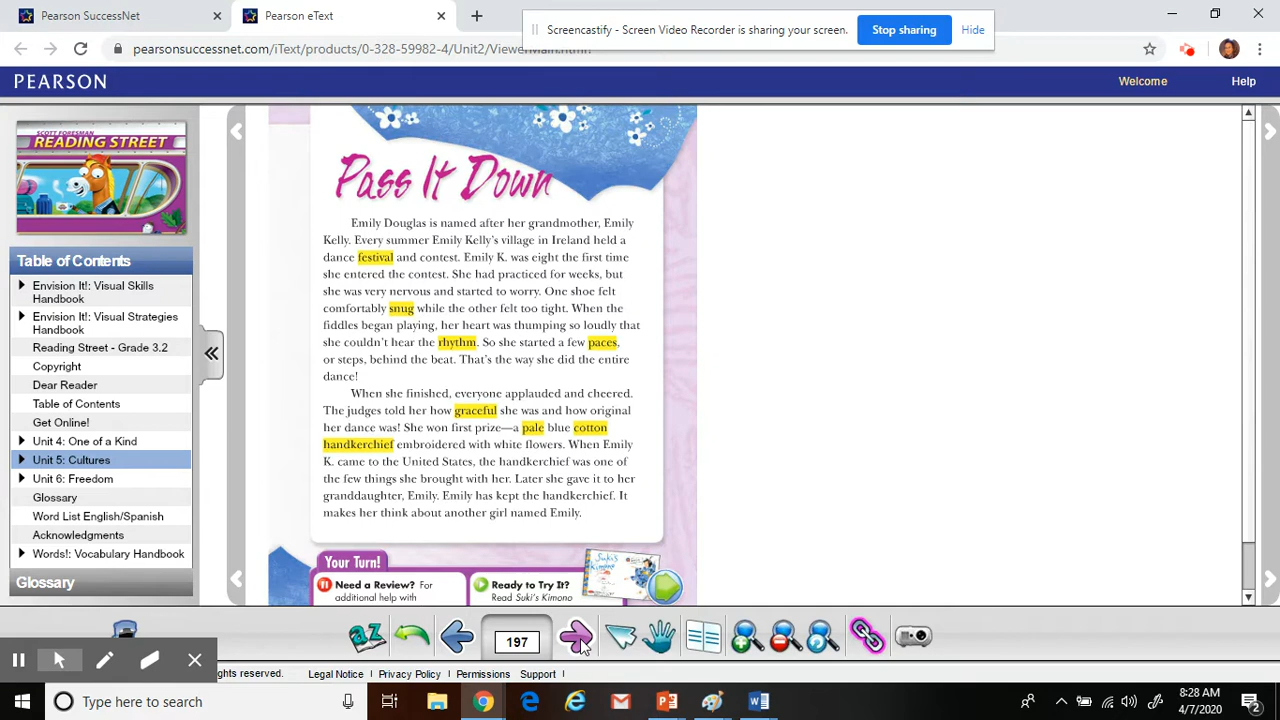 Pearson SuccessNet
Pearson eText
Screencastify - Screen Video Recorder is sharing your screen.
Stop sharing
Hide
pearsonsuccessnet.com/iText/products/0-328-59982-4/Unit2/ViewerMain.html?
PEARSON
Welcome
Help
SCOTT FORESMAN
READING STREET
Table of Contents
Envision It!: Visual Skills
Handbook
Envision It!: Visual Strategies
Handbook
Reading Street - Grade 3.2
Copyright
Dear Reader
Table of Contents
Get Online!
Unit 4: One of a Kind
Unit 5: Cultures
Unit 6: Freedom
Glossary
Word List English/Spanish
Acknowledgments
Words!: Vocabulary Handbook
Glossary
Pass It Down
Emily Douglas is named after her grandmother, Emily
Kelly. Every summer Emily Kelly's village in Ireland held a
dance festival and contest. Emily K. was eight the first time
she entered the contest. She had practiced for weeks, but
she was very nervous and started to worry. One shoe felt
comfortably snug while the other felt too tight. When the
fiddles began playing, her heart was thumping so loudly that
she couldn't hear the rhythm. So she started a few paces,
or steps, behind the beat. That's the way she did the entire
dance!
When she finished, everyone applauded and cheered.
The judges told her how graceful she was and how original
her dance was! She won first prize—a pale blue cotton
handkerchief embroidered with white flowers. When Emily
K. came to the United States, the handkerchief was one of
the few things she brought with her. Later she gave it to her
granddaughter, Emily. Emily has kept the handkerchief. It
makes her think about another girl named Emily.
Your Turn!
Need a Review? For
additional help with
Ready to Try It?
Read Suki's Kimono
Suki's
Kimono
az
197
ghts reserved.
Legal Notice
Privacy Policy
Permissions
Support
Type here to search
8:28 AM
4/7/2020
2